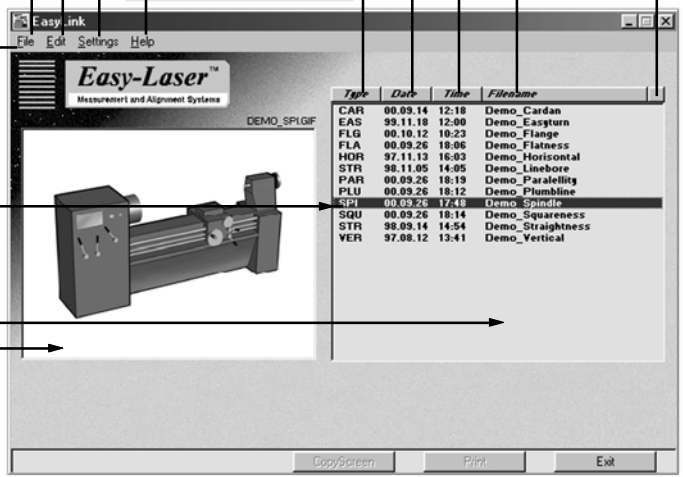 EasyLink
File Edit Settings Help
Easy-Laser™
Measurement and Alignment Systems
DEMO_SPI.GIF
Type Date Time Filename
CAR 00.09.14 12:18 Demo_Cardan
EAS 99.11.18 12:00 Demo_Easyturn
FLG 00.10.12 10:23 Demo_Flange
FLA 00.09.26 18:06 Demo_Flatness
HOR 97.11.13 16:03 Demo_Horisontal
STR 98.11.05 14:05 Demo_Linebore
PAR 00.09.26 18:19 Demo_Paralellity
PLU 00.09.26 18:12 Demo_Plumbline
SPI 00.09.26 17:48 Demo_Spindle
SQU 00.09.26 18:14 Demo_Squareness
STR 98.09.14 14:54 Demo_Straightness
VER 97.08.12 13:41 Demo_Vertical
CopyScreen Print Exit